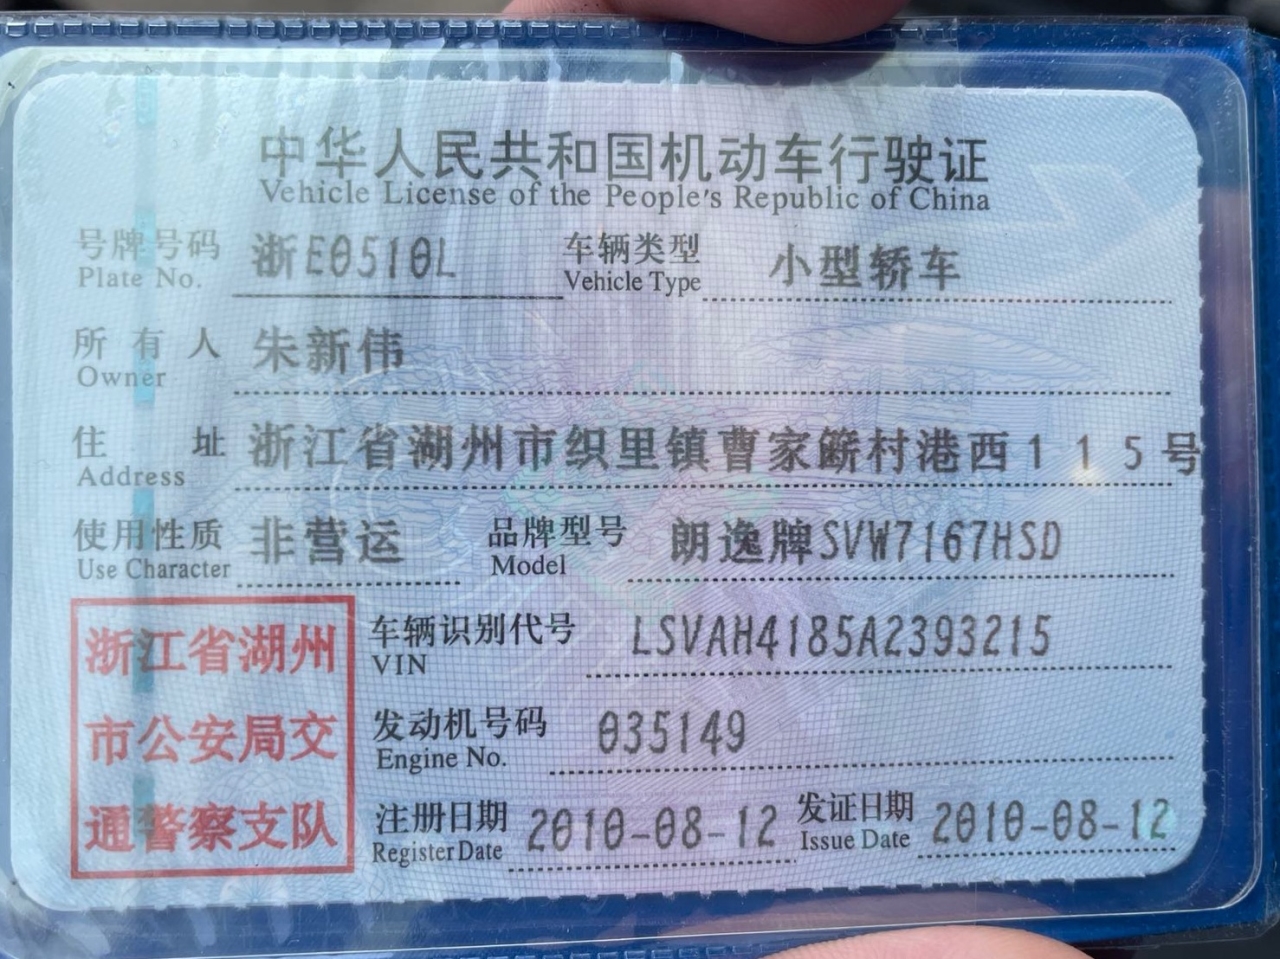 中华人民共和国机动车行驶证
Vehicle License of the People's Republic of China
号牌号码 浙E0510L 车辆类型 小型轿车
Plate No. Vehicle Type
所有人 朱新伟
Owner
住址 浙江省湖州市织里镇曹家簖村港西115号
Address
使用性质 非营运 品牌型号 朗逸牌SVW7167HSD
Use Character Model
浙江省湖州
市公安局交
通警察支队
车辆识别代号 LSVAH4185A2393215
VIN
发动机号码 035149
Engine No.
注册日期 2010-08-12 发证日期 2010-08-12
Register Date Issue Date